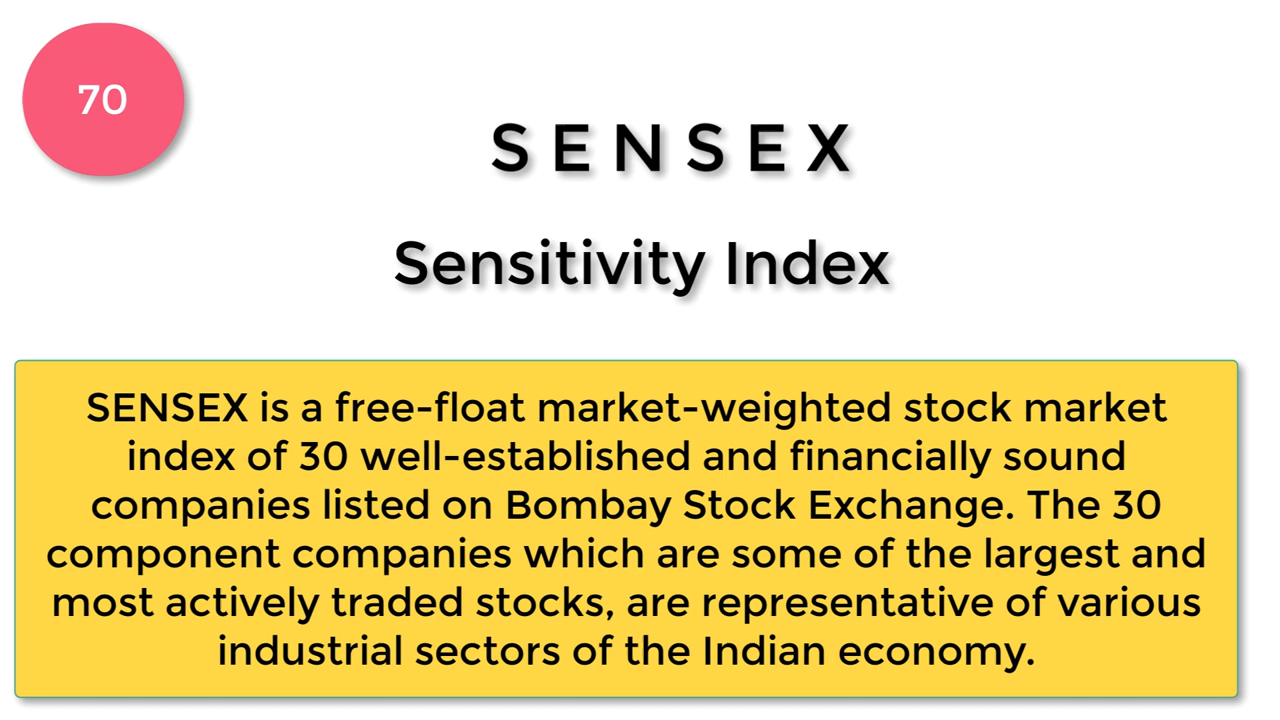 70
S E N S E X
Sensitivity Index
SENSEX is a free-float market-weighted stock market
index of 30 well-established and financially sound
companies listed on Bombay Stock Exchange. The 30
component companies which are some of the largest and
most actively traded stocks, are representative of various
industrial sectors of the Indian economy.